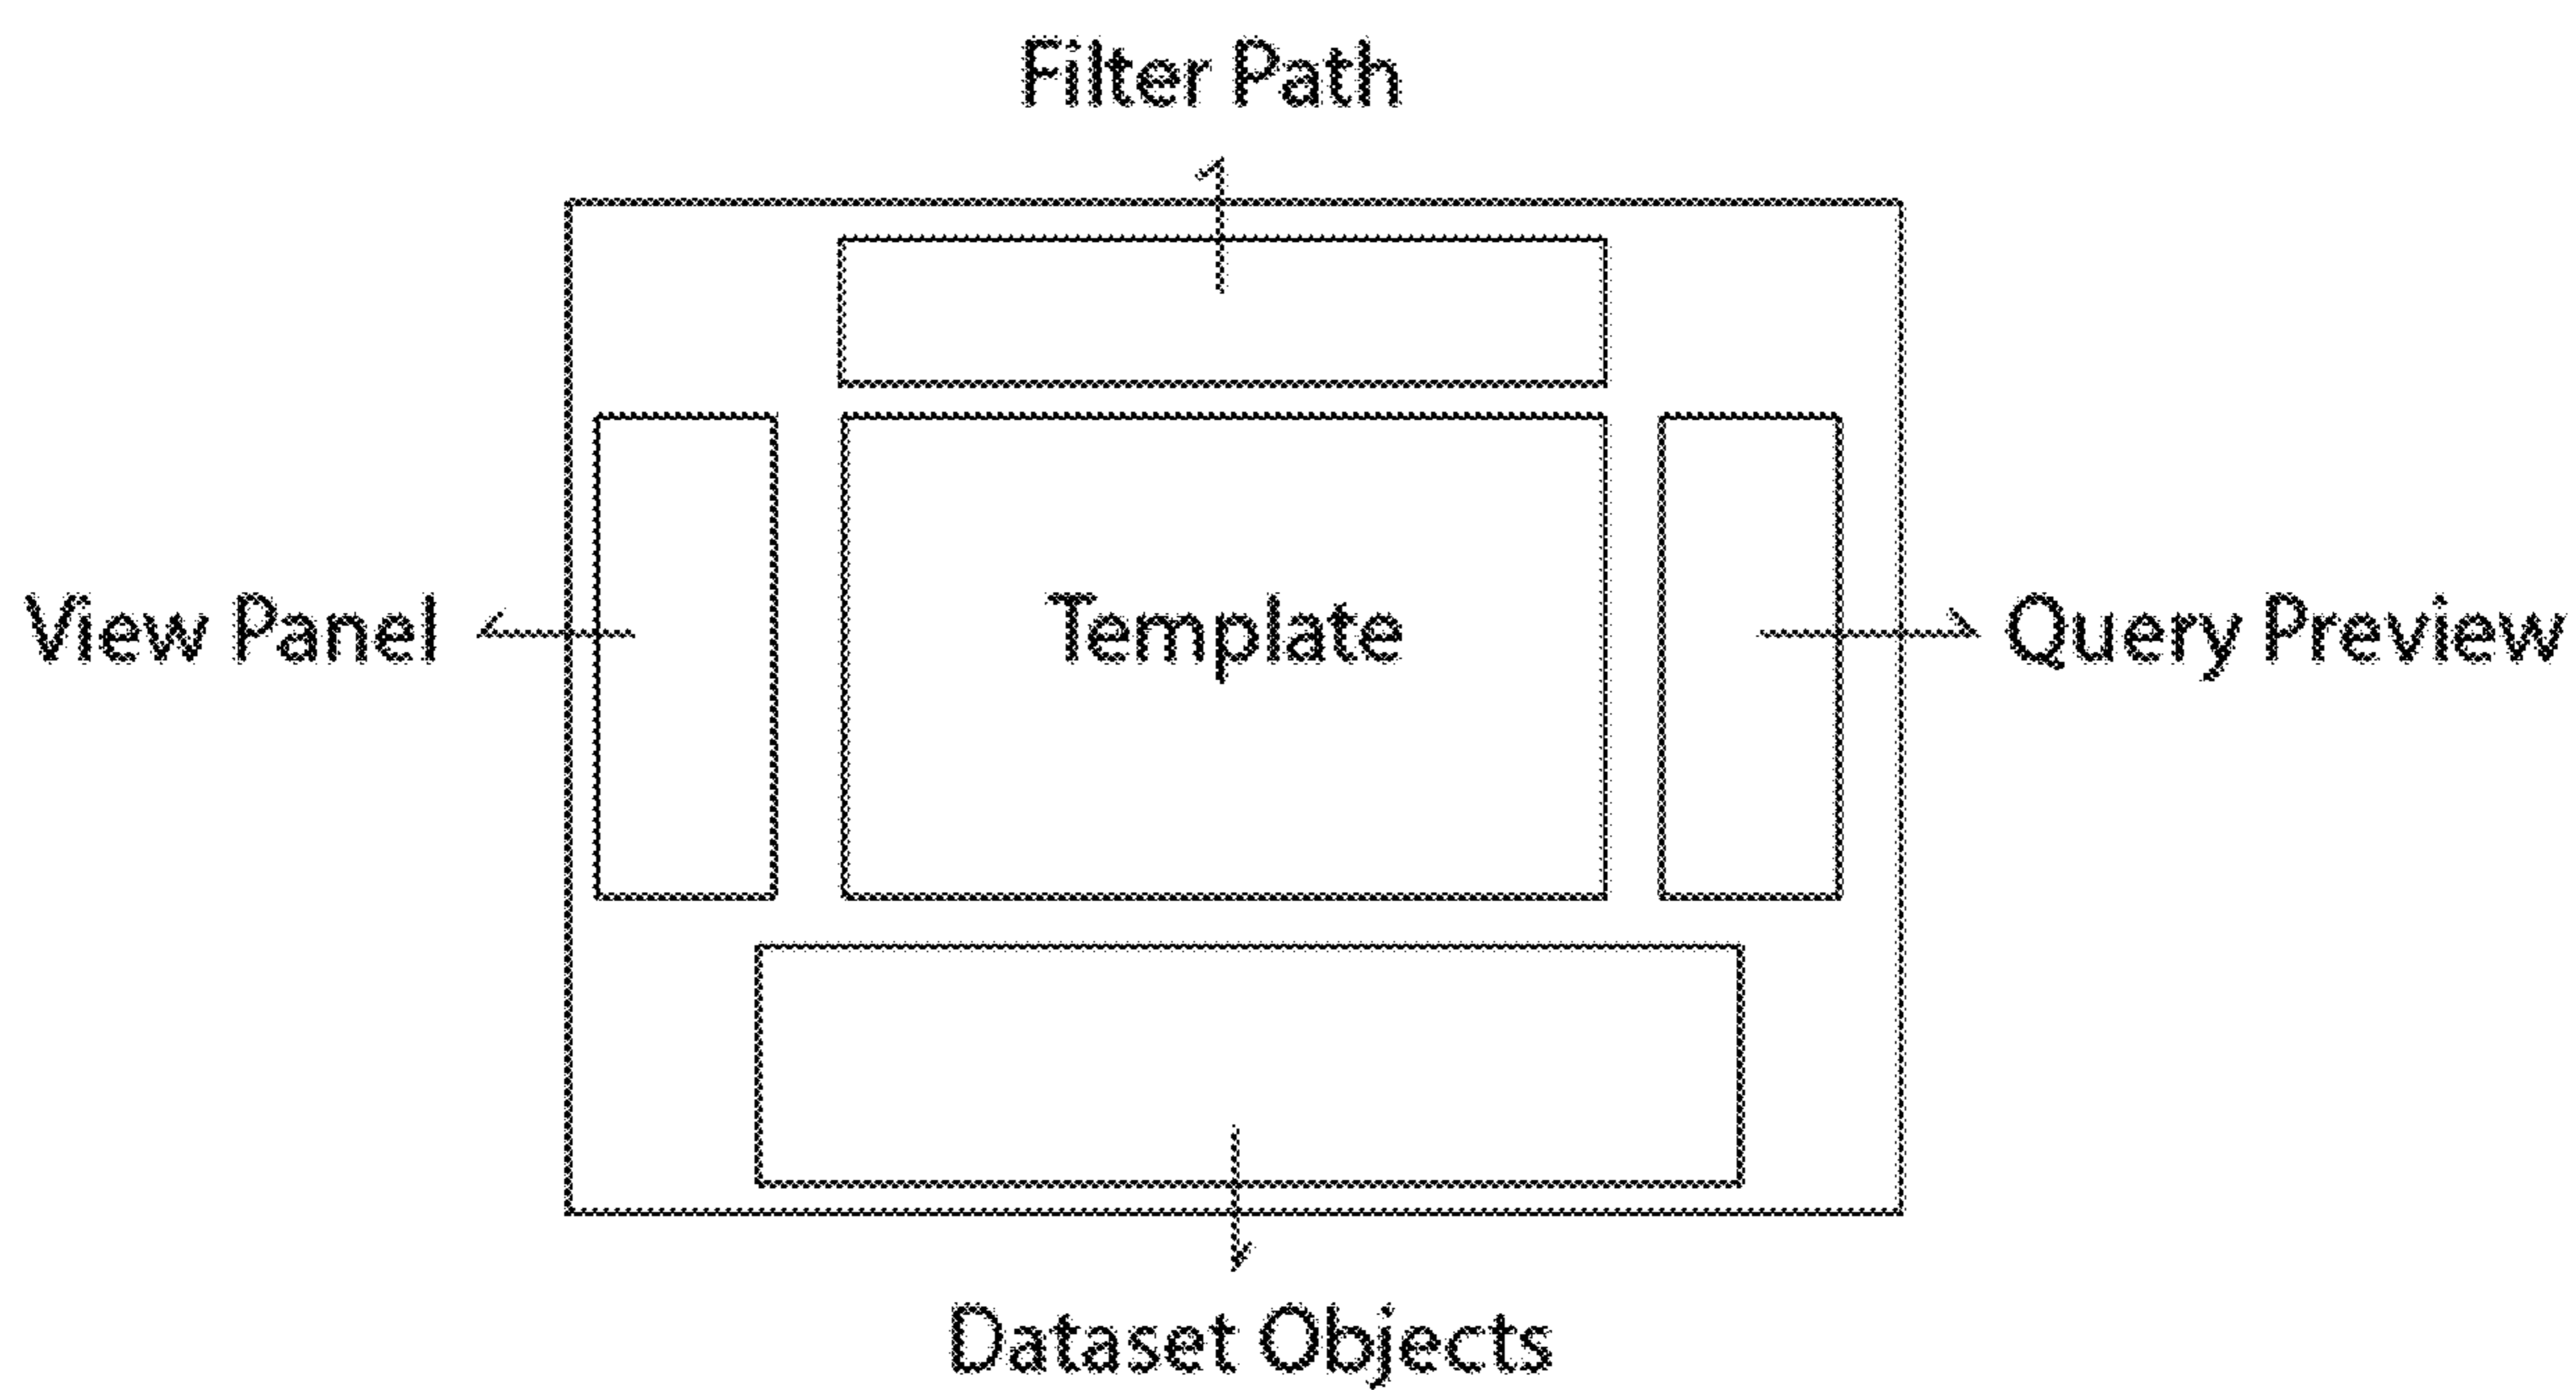 Filter Path
View Panel
Template
Query Preview
Dataset Objects